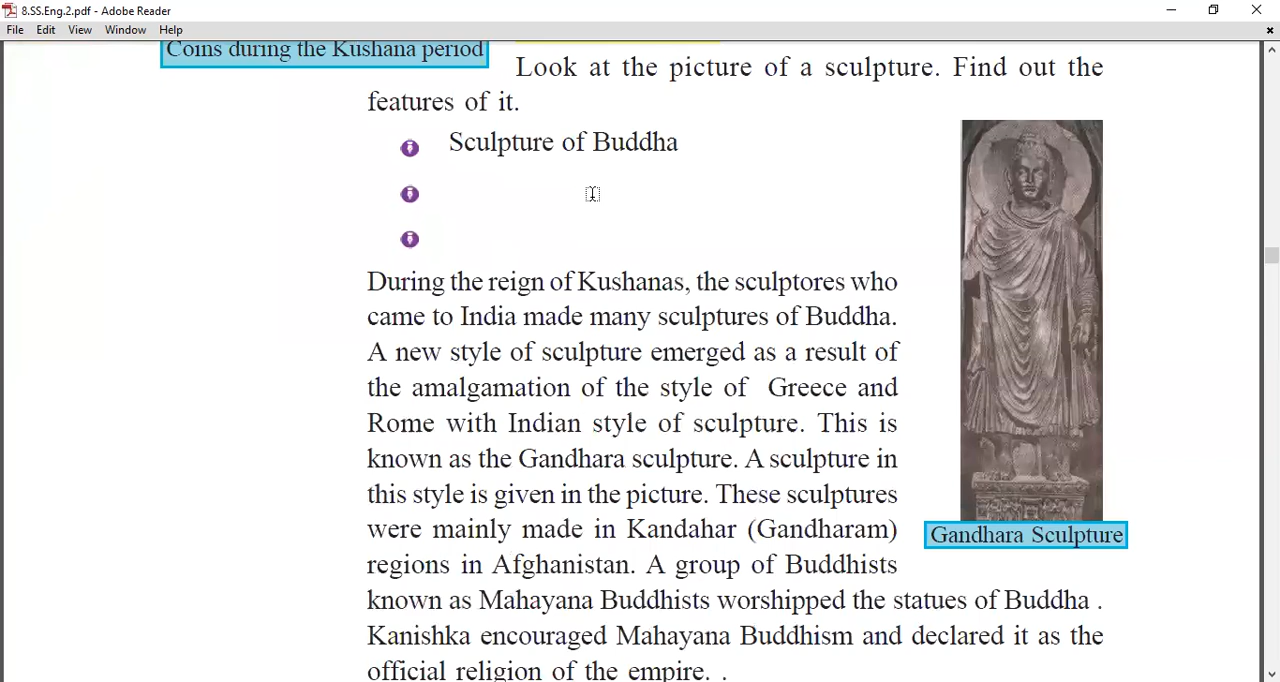 8.SS.Eng.2.pdf - Adobe Reader
File Edit View Window Help
Coins during the Kushana period
Look at the picture of a sculpture. Find out the
features of it.
Sculpture of Buddha
During the reign of Kushanas, the sculptores who
came to India made many sculptures of Buddha.
A new style of sculpture emerged as a result of
the amalgamation of the style of Greece and
Rome with Indian style of sculpture. This is
known as the Gandhara sculpture. A sculpture in
this style is given in the picture. These sculptures
were mainly made in Kandahar (Gandharam)
regions in Afghanistan. A group of Buddhists
known as Mahayana Buddhists worshipped the statues of Buddha .
Kanishka encouraged Mahayana Buddhism and declared it as the
official religion of the empire. .
Gandhara Sculpture